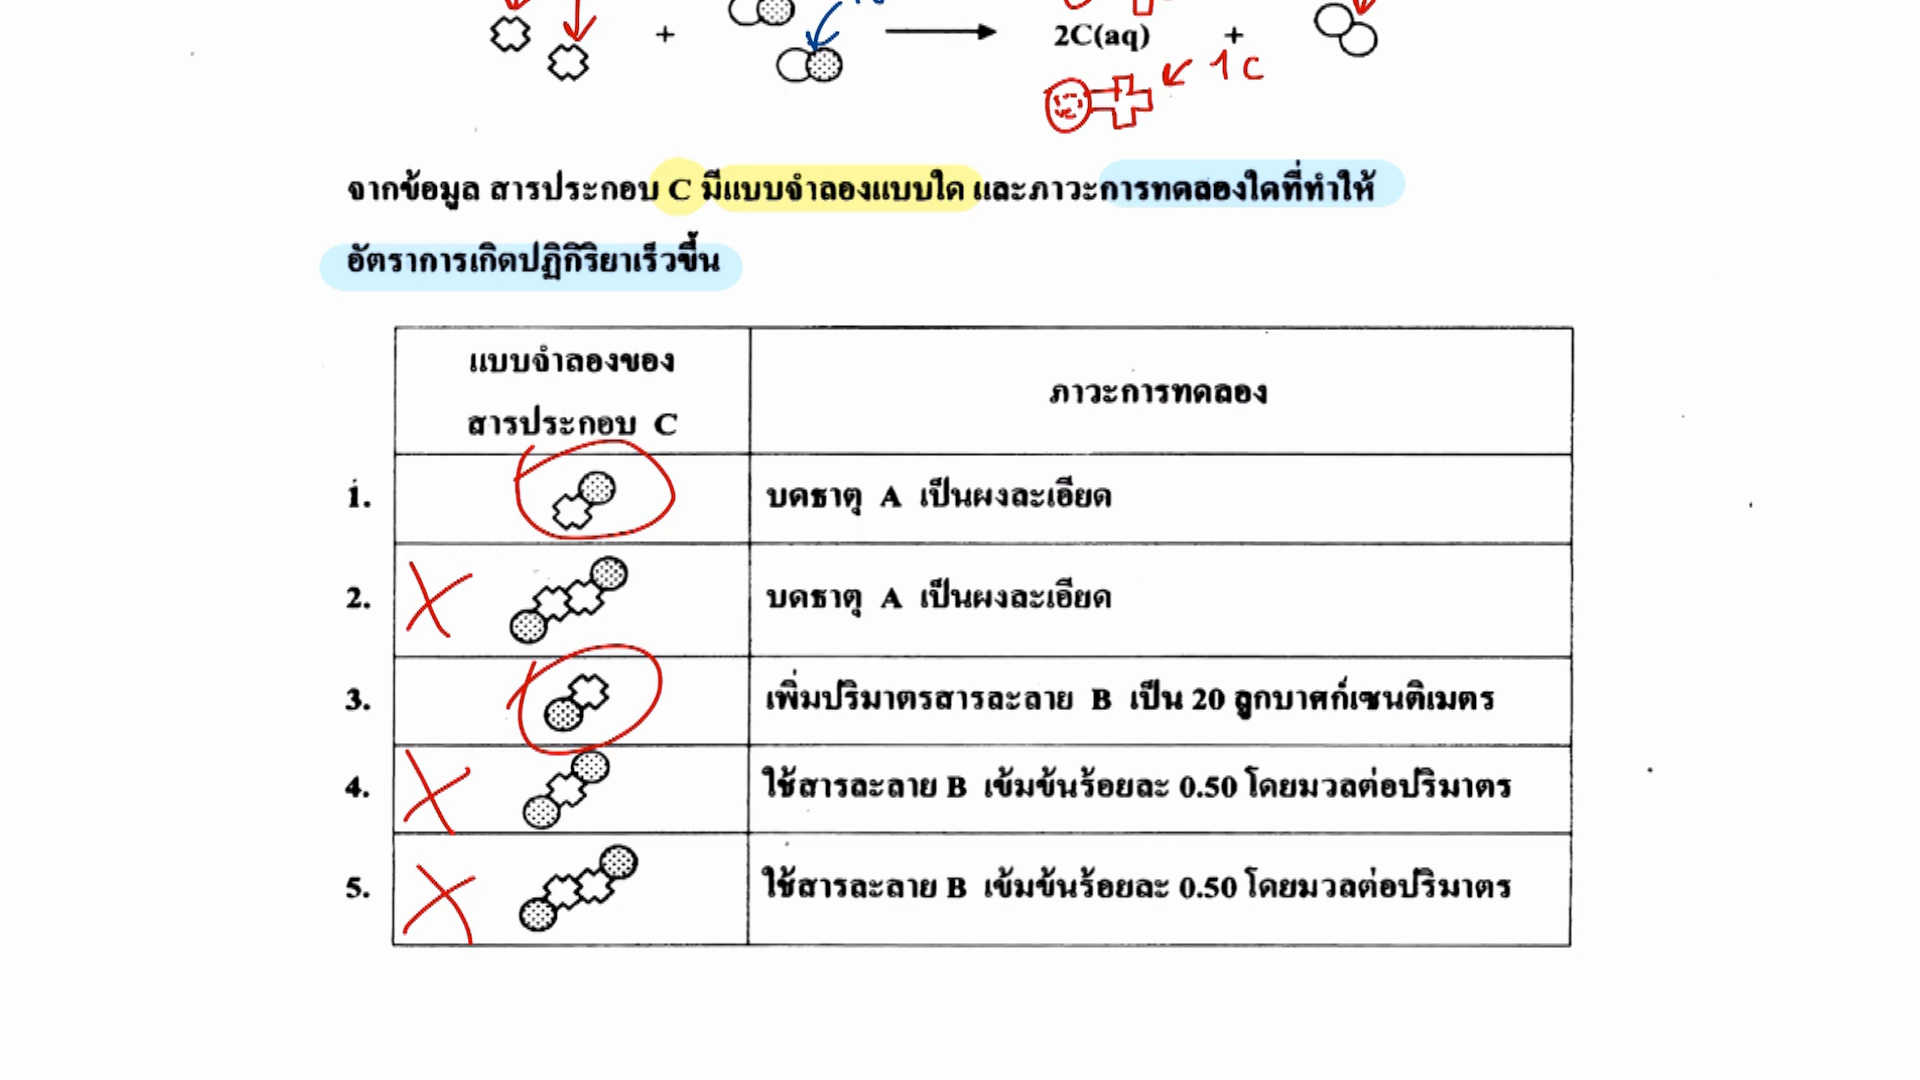 + 2C(aq) +
1c
จากข้อมูล สารประกอบ C มีแบบจำลองแบบใด และภาวะการทดลองใดที่ทำให้
อัตราการเกิดปฏิกิริยาเร็วขึ้น
แบบจำลองของ
สารประกอบ C
ภาวะการทดลอง
1. บดธาตุ A เป็นผงละเอียด
2. บดธาตุ A เป็นผงละเอียด
3. เพิ่มปริมาตรสารละลาย B เป็น 20 ลูกบาศก์เซนติเมตร
4. ใช้สารละลาย B เข้มข้นร้อยละ 0.50 โดยมวลต่อปริมาตร
5. ใช้สารละลาย B เข้มข้นร้อยละ 0.50 โดยมวลต่อปริมาตร